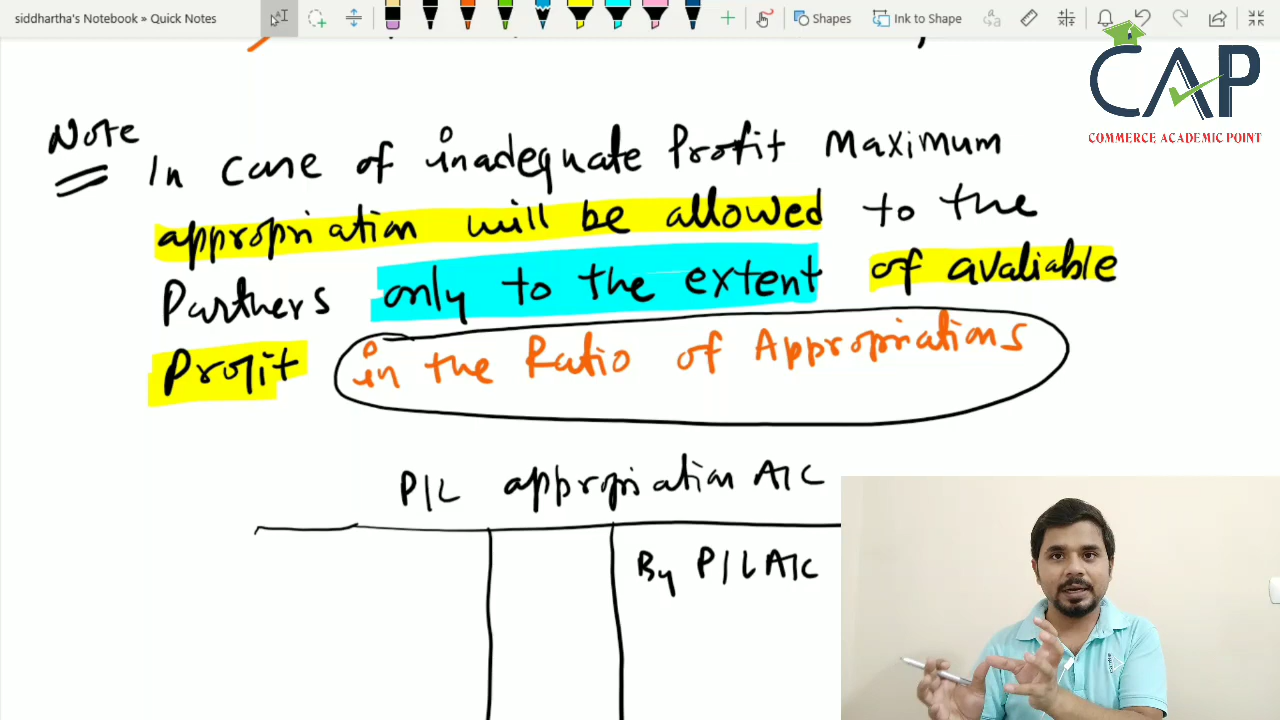 siddhartha's Notebook » Quick Notes
Shapes
Ink to Shape
CAP
COMMERCE ACADEMIC POINT
Note
In case of inadequate Profit Maximum
appropriation will be allowed to the
Partners only to the extent of avaliable
Profit in the Ratio of Appropriations
P/L appropriation A/C
By P/L A/C